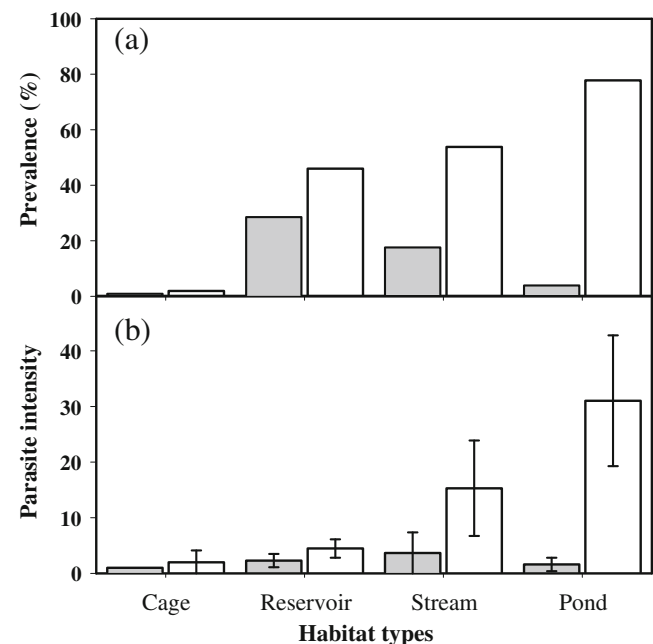 100
(a)
80
60
40
20
0
Prevalence (%)
(b)
40
30
20
10
0
Parasite intensity
Cage Reservoir Stream Pond
Habitat types